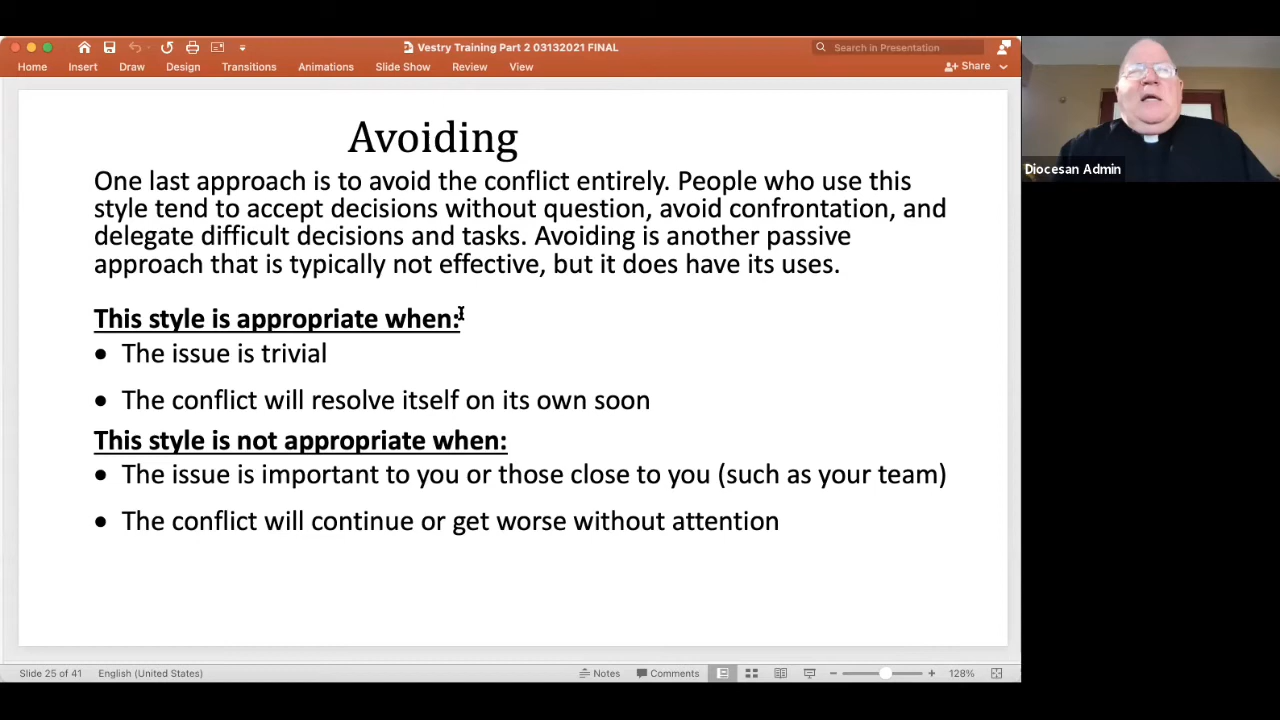 Vestry Training Part 2 03132021 FINAL
Search in Presentation
Home Insert Draw Design Transitions Animations Slide Show Review View
Share
Avoiding
One last approach is to avoid the conflict entirely. People who use this
style tend to accept decisions without question, avoid confrontation, and
delegate difficult decisions and tasks. Avoiding is another passive
approach that is typically not effective, but it does have its uses.
This style is appropriate when:
• The issue is trivial
• The conflict will resolve itself on its own soon
This style is not appropriate when:
• The issue is important to you or those close to you (such as your team)
• The conflict will continue or get worse without attention
Slide 25 of 41 English (United States) Notes Comments 128%
Diocesan Admin